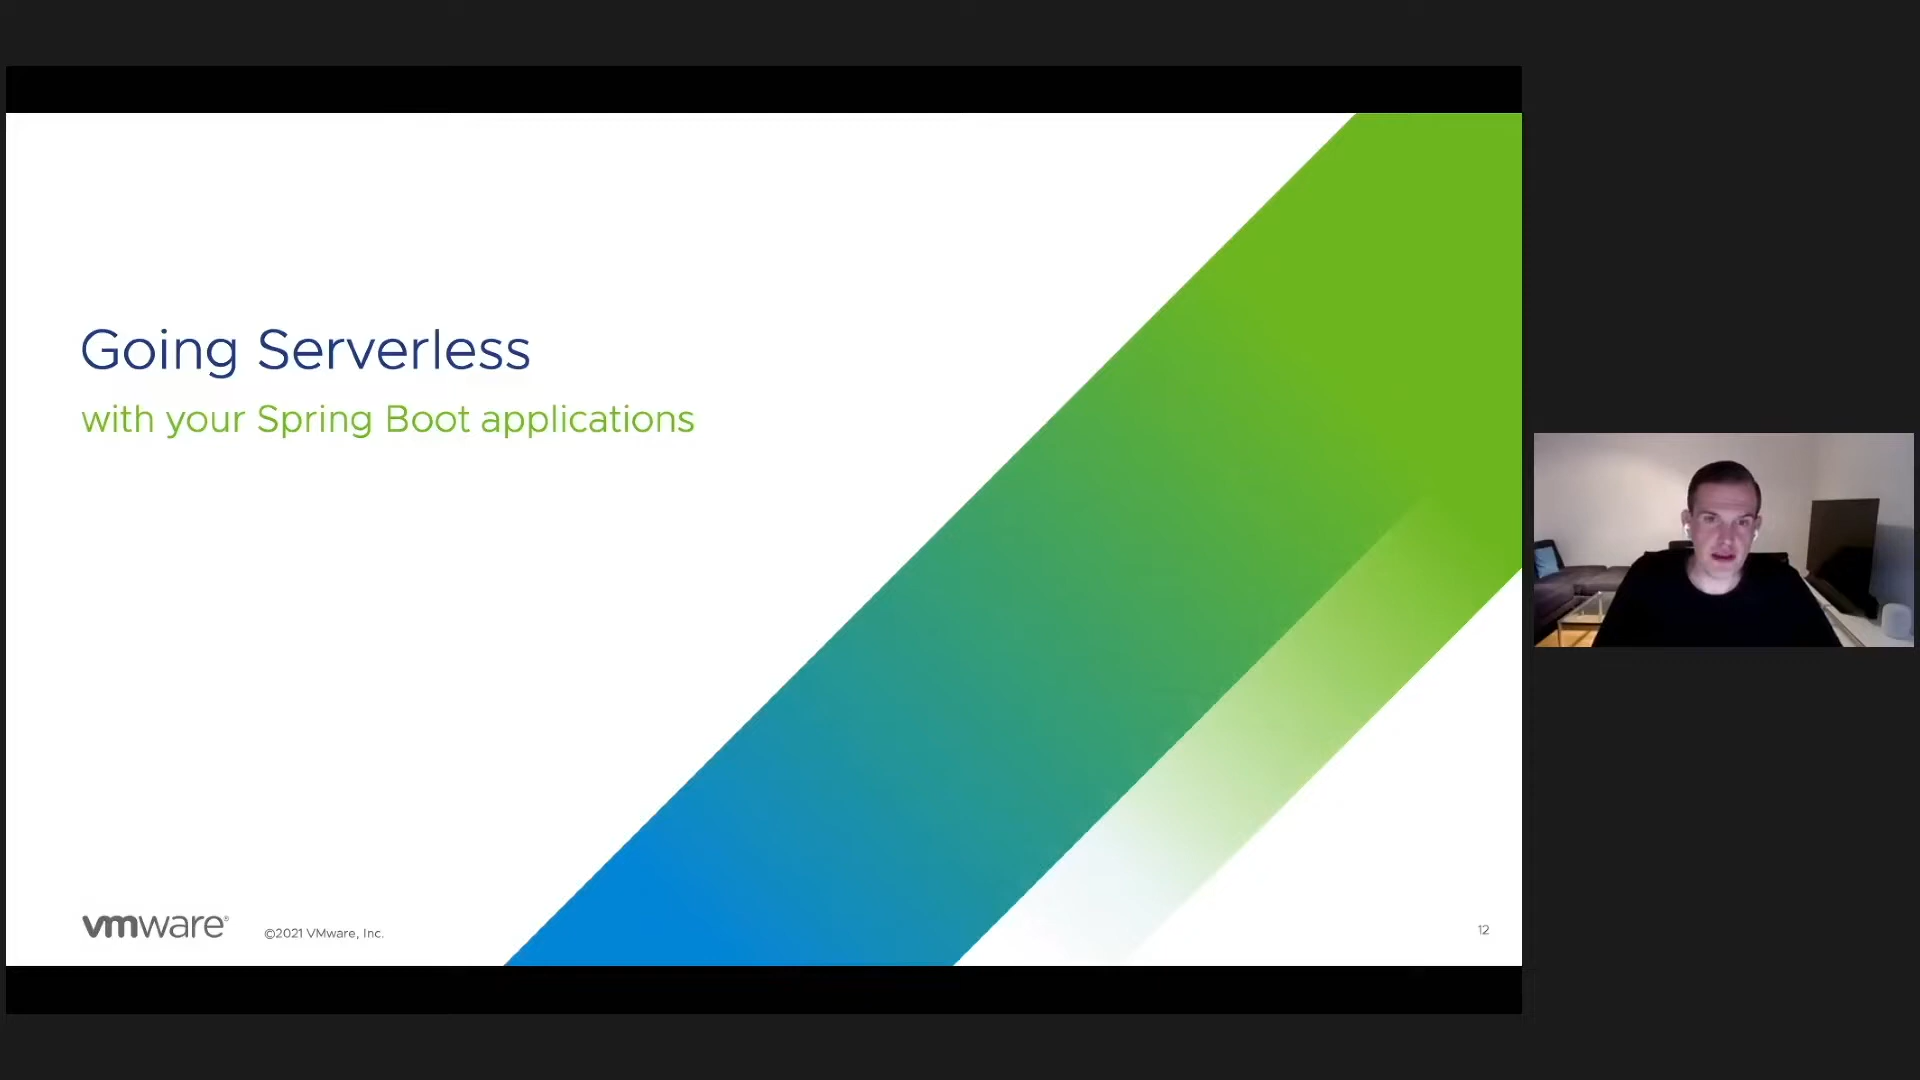 Going Serverless
with your Spring Boot applications
vmware®
©2021 VMware, Inc.
12